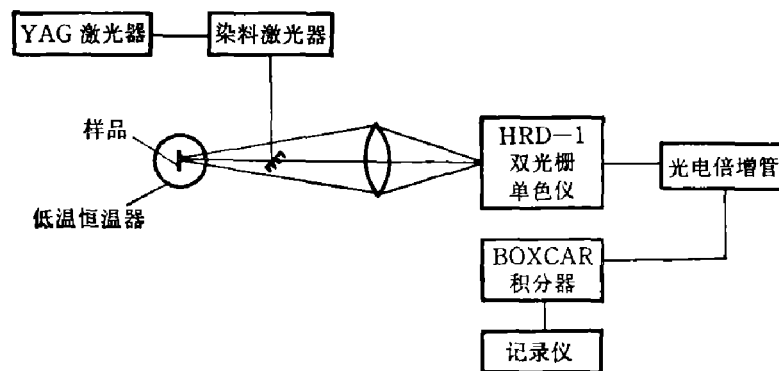 YAG 激光器
染料激光器
样品
低温恒温器
HRD-1
双光栅
单色仪
光电倍增管
BOXCAR
积分器
记录仪